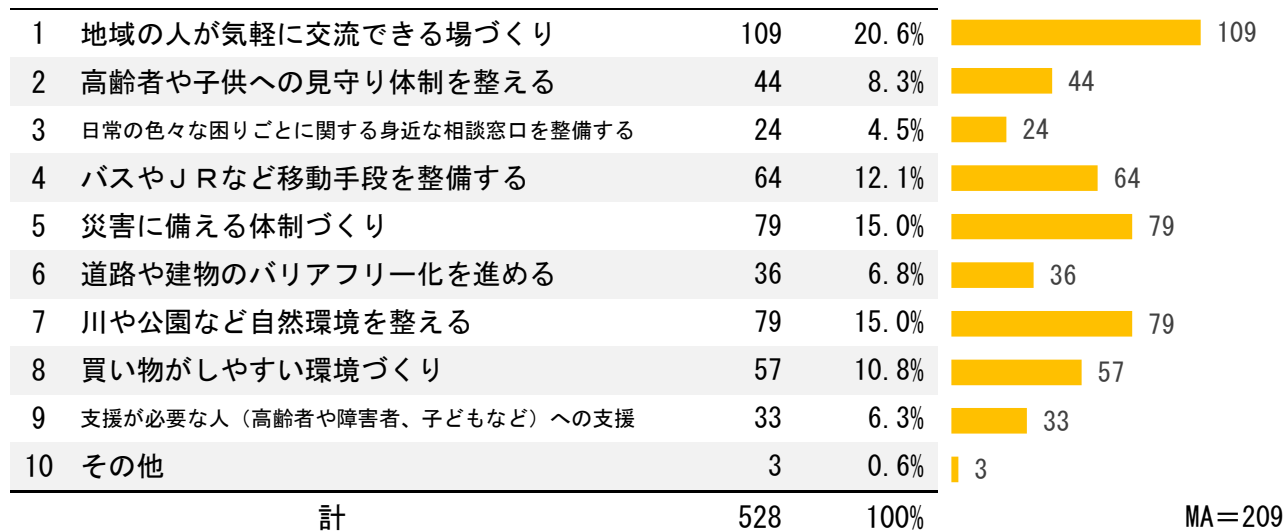 1 地域の人が気軽に交流できる場づくり 109 20.6% 109
2 高齢者や子供への見守り体制を整える 44 8.3% 44
3 日常の色々な困りごとに関する身近な相談窓口を整備する 24 4.5% 24
4 バスやＪＲなど移動手段を整備する 64 12.1% 64
5 災害に備える体制づくり 79 15.0% 79
6 道路や建物のバリアフリー化を進める 36 6.8% 36
7 川や公園など自然環境を整える 79 15.0% 79
8 買い物がしやすい環境づくり 57 10.8% 57
9 支援が必要な人（高齢者や障害者、子どもなど）への支援 33 6.3% 33
10 その他 3 0.6% 3
計 528 100% MA＝209